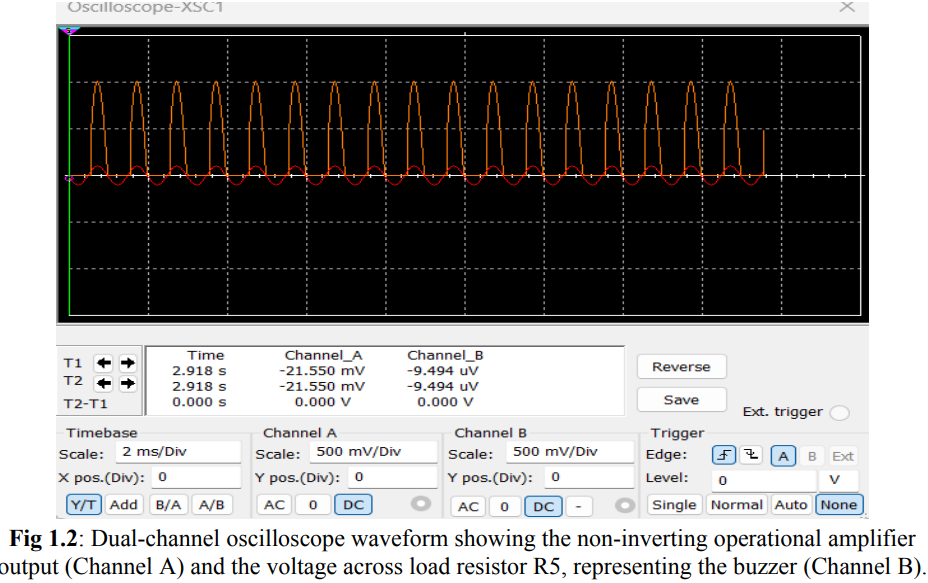 Oscilloscope-XSC1
Time Channel_A Channel_B
T1 2.918 s -21.550 mV -9.494 uV
T2 2.918 s -21.550 mV -9.494 uV
T2-T1 0.000 s 0.000 V 0.000 V
Reverse
Save
Ext. trigger
Timebase Channel A Channel B Trigger
Scale: 2 ms/Div Scale: 500 mV/Div Scale: 500 mV/Div Edge: A B Ext
X pos.(Div): 0 Y pos.(Div): 0 Y pos.(Div): 0 Level: 0 V
Y/T Add B/A A/B AC 0 DC AC 0 DC - Single Normal Auto None
Fig 1.2: Dual-channel oscilloscope waveform showing the non-inverting operational amplifier
output (Channel A) and the voltage across load resistor R5, representing the buzzer (Channel B).